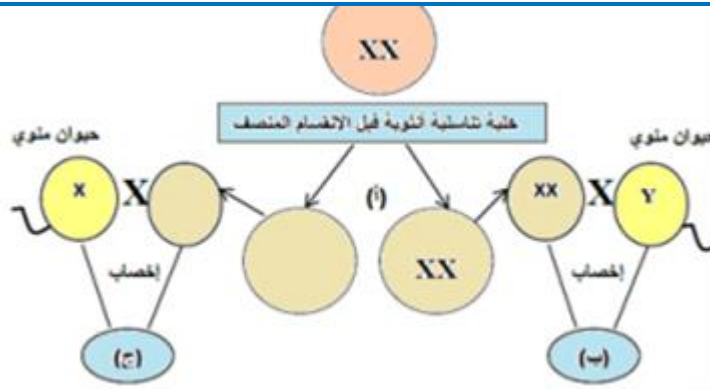 XX
خلية تناسلية أنثوية قبل الانقسام المنصف
حيوان منوي
حيوان منوي
Y X XX
(أ)
X X
XX
إخصاب
إخصاب
(ب)
(ج)